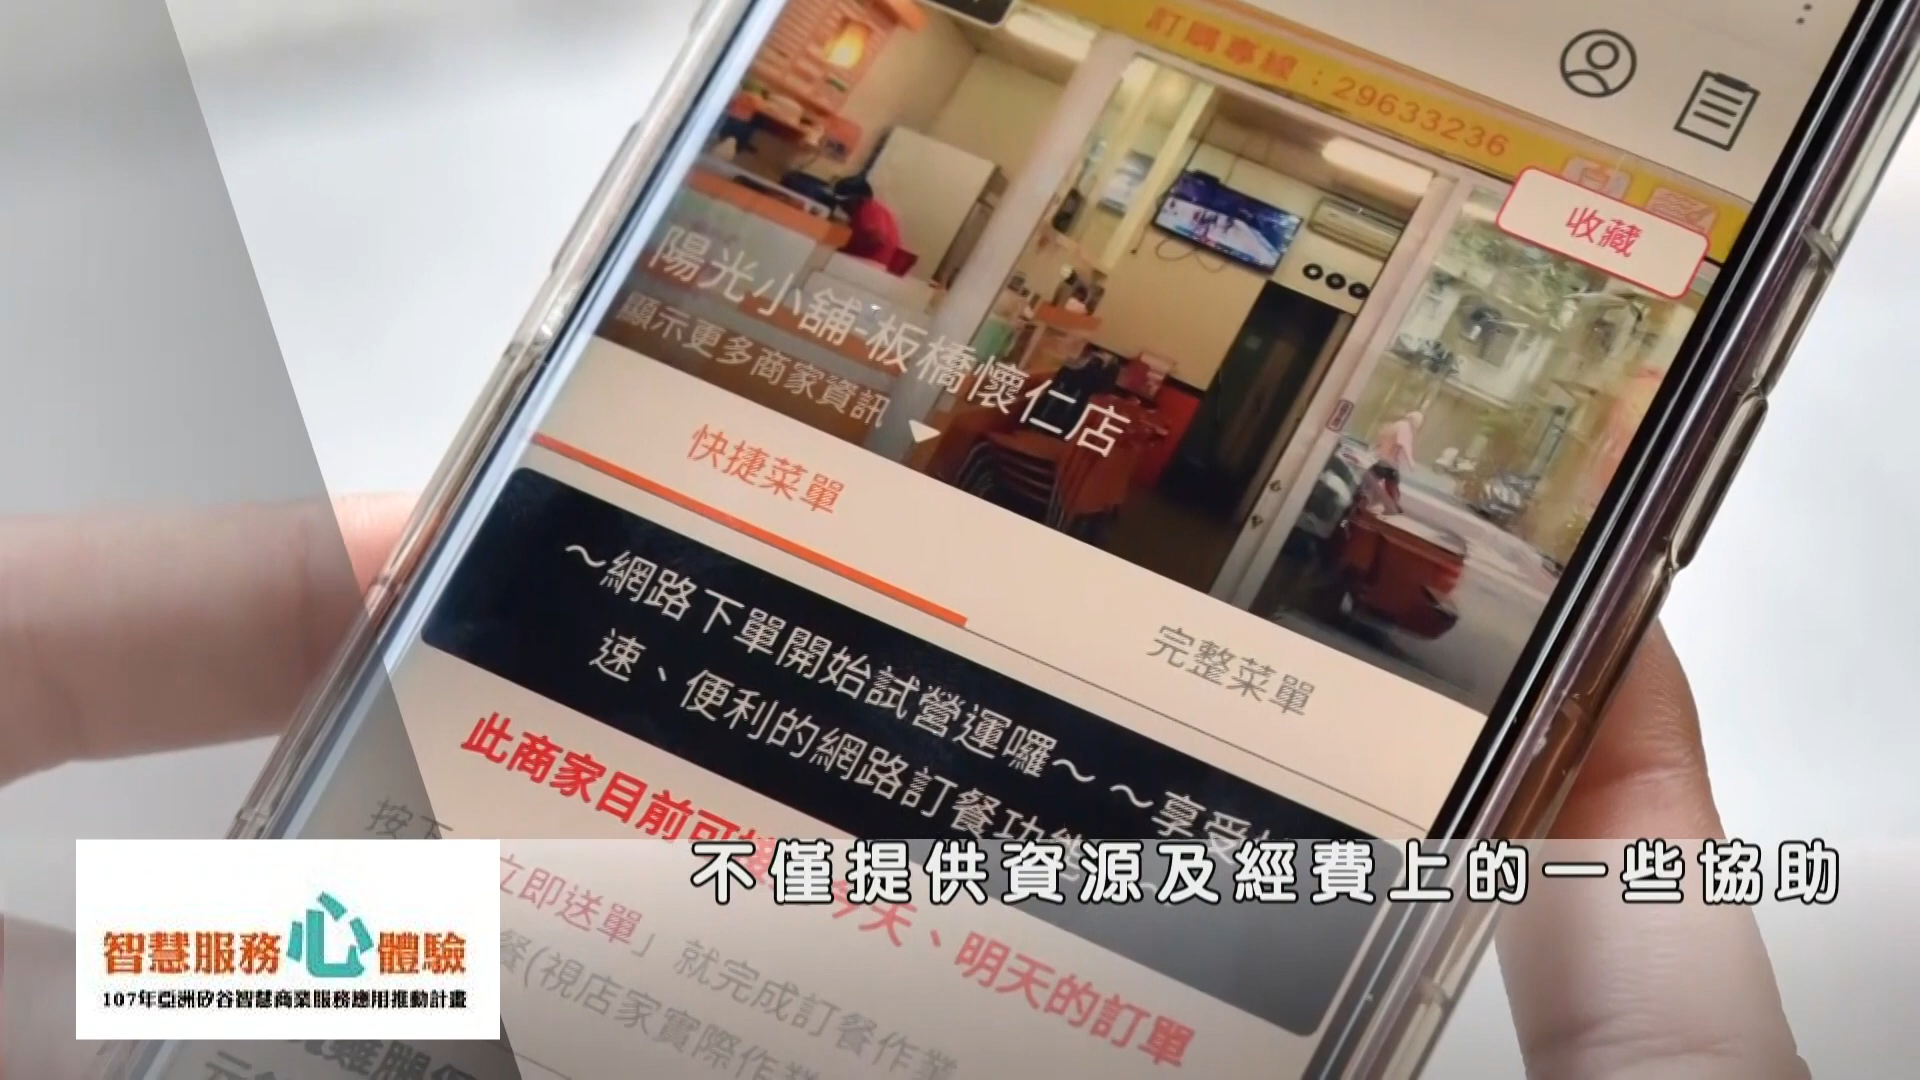 訂購專線：29633236
收藏
陽光小舖-板橋懷仁店
顯示更多商家資訊
快捷菜單
完整菜單
～網路下單開始試營運囉～ ～享受
速、便利的網路訂餐功能
此商家目前可 今天、明天的訂單
按下
立即送單」就完成訂餐作業
餐(視店家實際作業
不僅提供資源及經費上的一些協助
智慧服務心體驗
107年亞洲矽谷智慧商業服務應用推動計畫